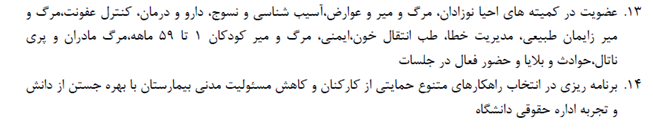 ۱۳. عضویت در کمیته های احیا نوزادان، مرگ و میر و عوارض،آسیب شناسی و نسوج، دارو و درمان، کنترل عفونت،مرگ و
میر زایمان طبیعی، مدیریت خطا، طب انتقال خون،ایمنی، مرگ و میر کودکان ۱ تا ۵۹ ماهه،مرگ مادران و پری
ناتال،حوادث و بلایا و حضور فعال در جلسات
۱۴. برنامه ریزی در انتخاب راهکارهای متنوع حمایتی از کارکنان و کاهش مسئولیت مدنی بیمارستان با بهره جستن از دانش
و تجربه اداره حقوقی دانشگاه